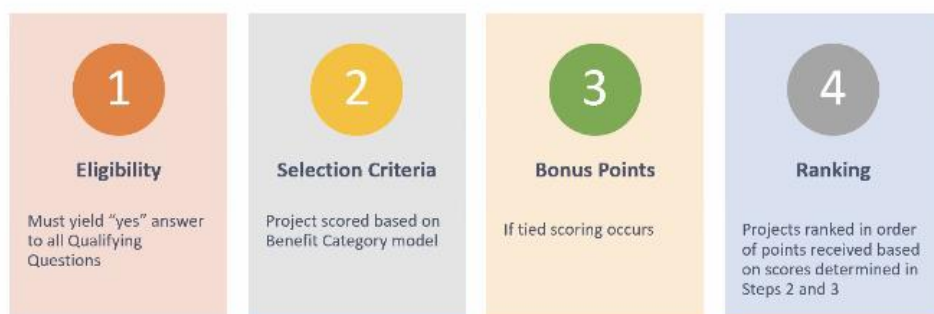 1
Eligibility
Must yield “yes” answer
to all Qualifying
Questions
2
Selection Criteria
Project scored based on
Benefit Category model
3
Bonus Points
If tied scoring occurs
4
Ranking
Projects ranked in order
of points received based
on scores determined in
Steps 2 and 3